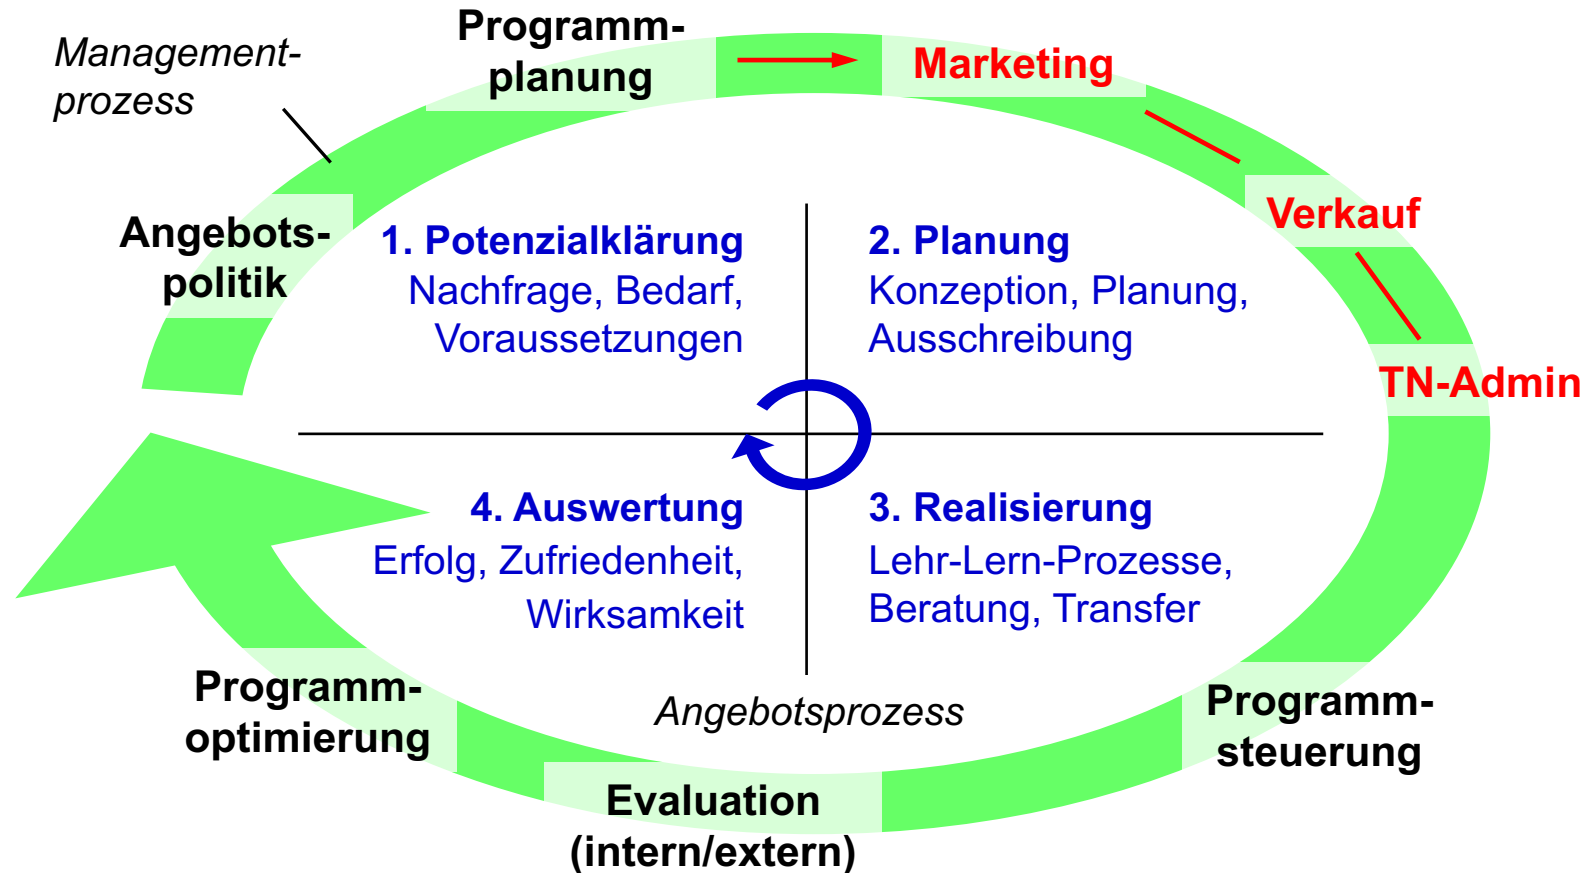 Management-
prozess
Programm-
planung
Marketing
Verkauf
TN-Admin
Angebots-
politik
1. Potenzialklärung
Nachfrage, Bedarf,
Voraussetzungen
2. Planung
Konzeption, Planung,
Ausschreibung
4. Auswertung
Erfolg, Zufriedenheit,
Wirksamkeit
3. Realisierung
Lehr-Lern-Prozesse,
Beratung, Transfer
Programm-
optimierung
Angebotsprozess
Programm-
steuerung
Evaluation
(intern/extern)